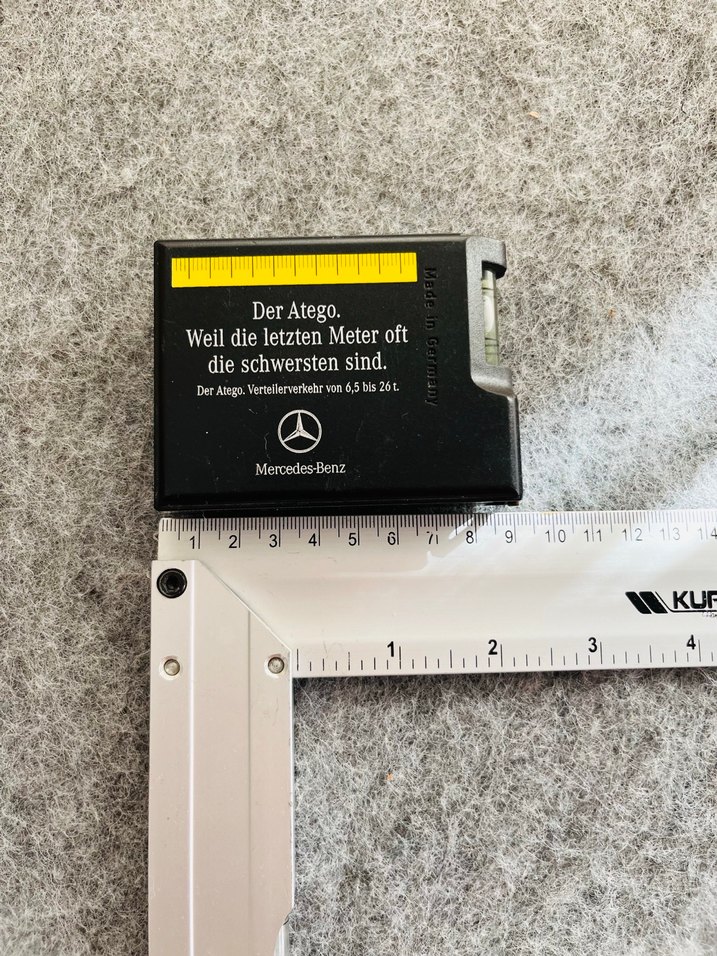 Made in Germany
Der Atego.
Weil die letzten Meter oft
die schwersten sind.
Der Atego. Verteilerverkehr von 6,5 bis 26 t.
Mercedes-Benz
1 2 3 4 5 6 7 8 9 10 11 12 13 14
1 2 3 4